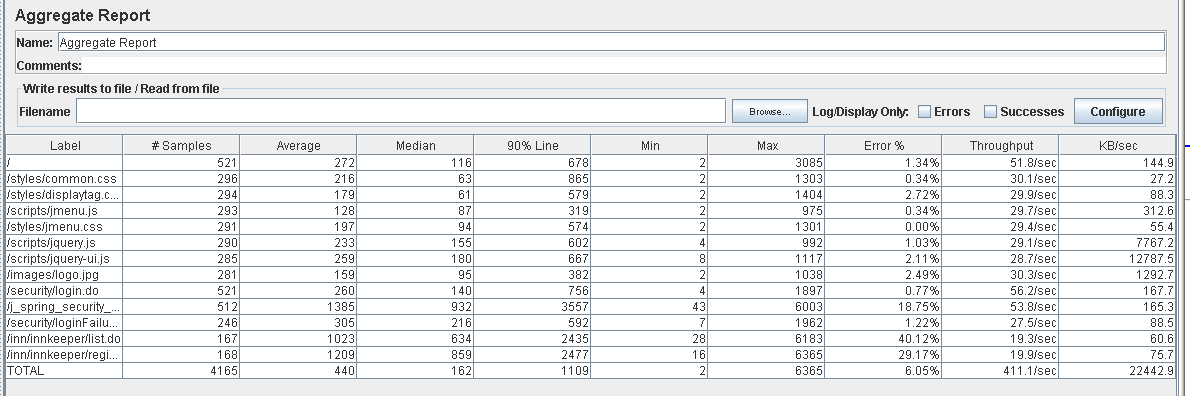 Aggregate Report
Name: Aggregate Report
Comments:
Write results to file / Read from file
Filename Browse... Log/Display Only: Errors Successes Configure
Label # Samples Average Median 90% Line Min Max Error % Throughput KB/sec
/ 521 272 116 678 2 3085 1.34% 51.8/sec 144.9
/styles/common.css 296 216 63 865 2 1303 0.34% 30.1/sec 27.2
/styles/displaytag.c... 294 179 61 579 2 1404 2.72% 29.9/sec 88.3
/scripts/jmenu.js 293 128 87 319 2 975 0.34% 29.7/sec 312.6
/styles/jmenu.css 291 197 94 574 2 1301 0.00% 29.4/sec 55.4
/scripts/jquery.js 290 233 155 602 4 992 1.03% 29.1/sec 7767.2
/scripts/jquery-ui.js 285 259 180 667 8 1117 2.11% 28.7/sec 12787.5
/images/logo.jpg 281 159 95 382 2 1038 2.49% 30.3/sec 1292.7
/security/login.do 521 260 140 756 4 1897 0.77% 56.2/sec 167.7
/j_spring_security_... 512 1385 932 3557 43 6003 18.75% 53.8/sec 165.3
/security/loginFailu... 246 305 216 592 7 1962 1.22% 27.5/sec 88.5
/inn/innkeeper/list.do 167 1023 634 2435 28 6183 40.12% 19.3/sec 60.6
/inn/innkeeper/regi... 168 1209 859 2477 16 6365 29.17% 19.9/sec 75.7
TOTAL 4165 440 162 1109 2 6365 6.05% 411.1/sec 22442.9